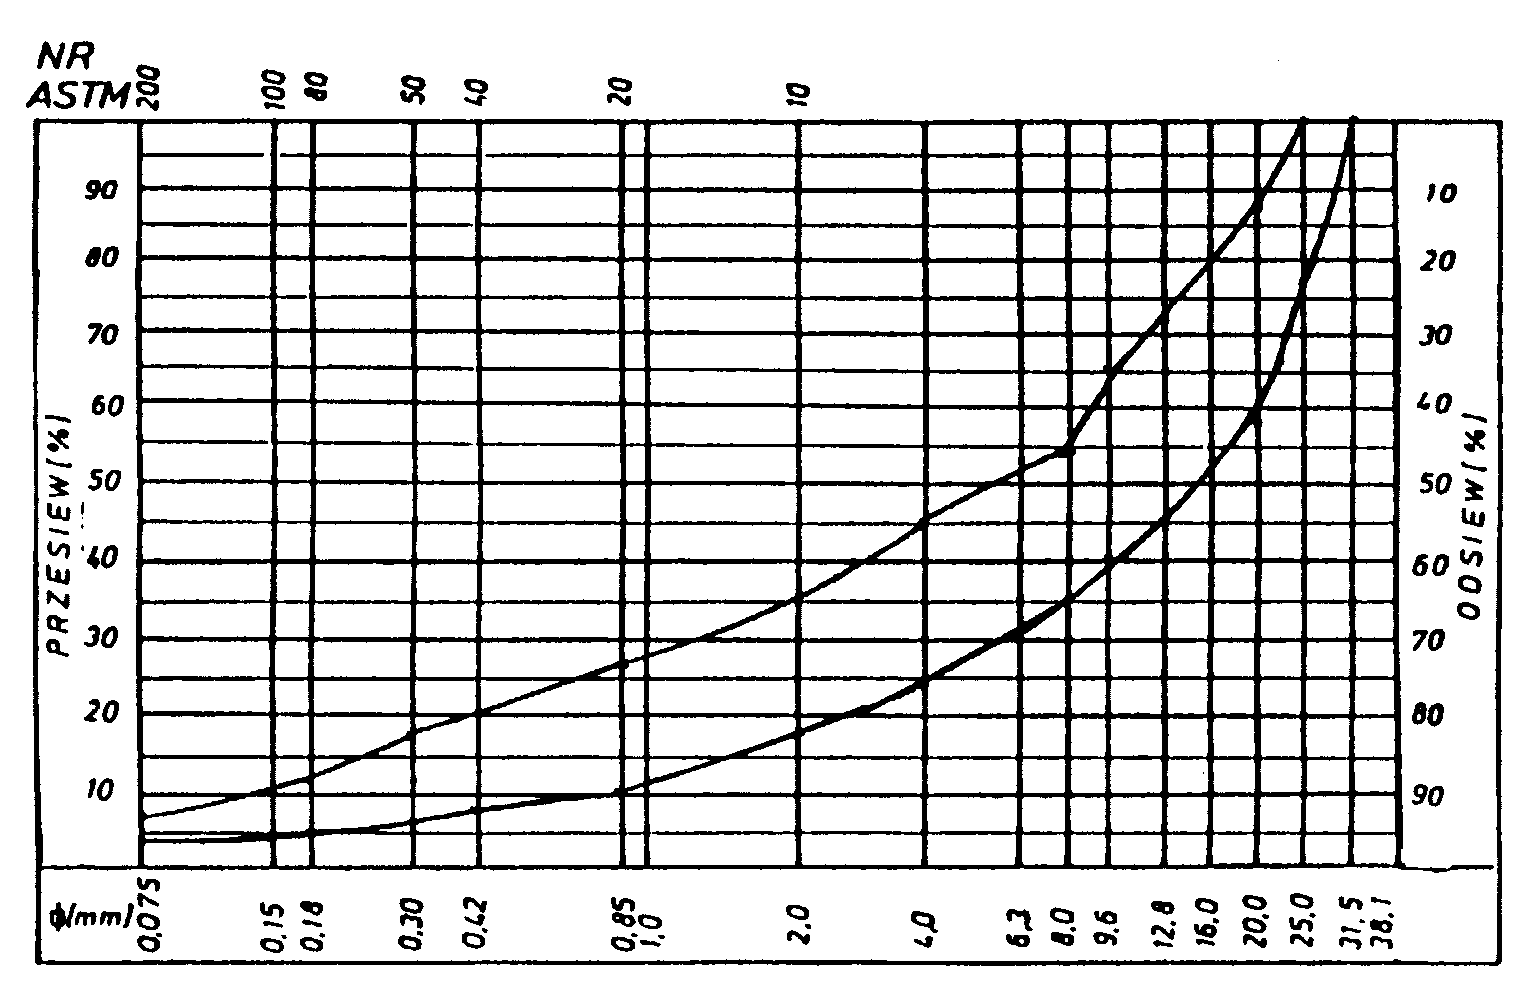 NR
ASTM 200 100 80 50 40 20 10
90 10
80 20
70 30
60 40
50 50
40 60
30 70
20 80
10 90
PRZESIEW [%]
ODSIEW [%]
ϕ/mm/ 0,075 0,15 0,18 0,30 0,42 0,85 1,0 2,0 4,0 6,3 8,0 9,6 12,8 16,0 20,0 25,0 31,5 38,1